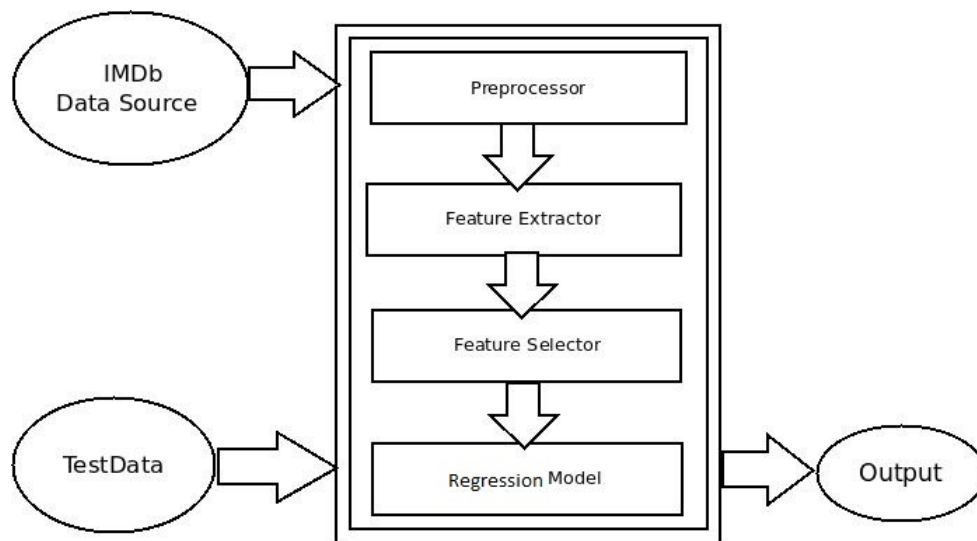 IMDb
Data Source
Preprocessor
Feature Extractor
Feature Selector
TestData
Regression Model
Output